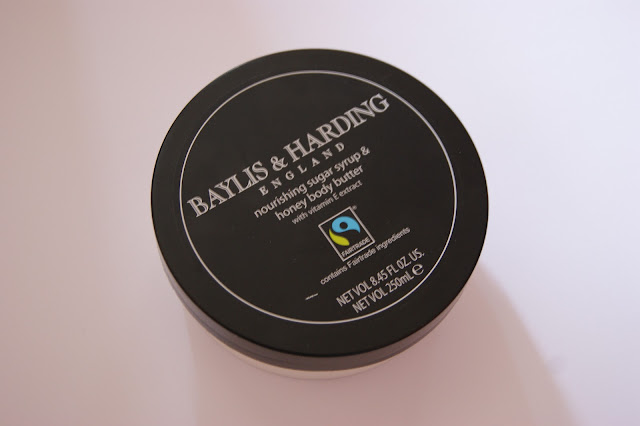 BAYLIS & HARDING
ENGLAND
nourishing sugar syrup &
honey body butter
with vitamin E extract
®
FAIRTRADE
contains Fairtrade ingredients
NET VOL 8.45 FL OZ. US.
NET VOL 250mL ℮